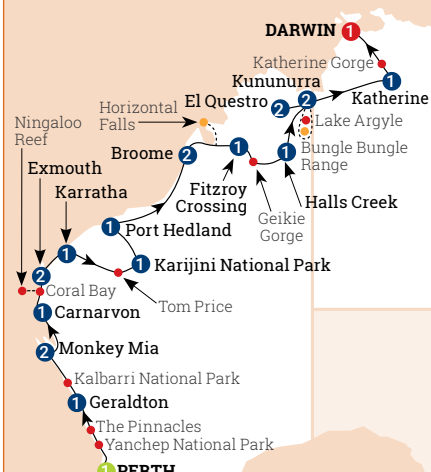 DARWIN 1
Katherine Gorge
Kununurra
1
Katherine
El Questro 2
2
Horizontal
Falls
Lake Argyle
Ningaloo
Reef
Broome 2
1
1
Bungle Bungle
Range
Exmouth
Karratha
Fitzroy
Crossing
Halls Creek
Geikie
Gorge
1 Port Hedland
1
1 Karijini National Park
2
Coral Bay
Tom Price
1 Carnarvon
2 Monkey Mia
Kalbarri National Park
1 Geraldton
The Pinnacles
Yanchep National Park
1 PERTH